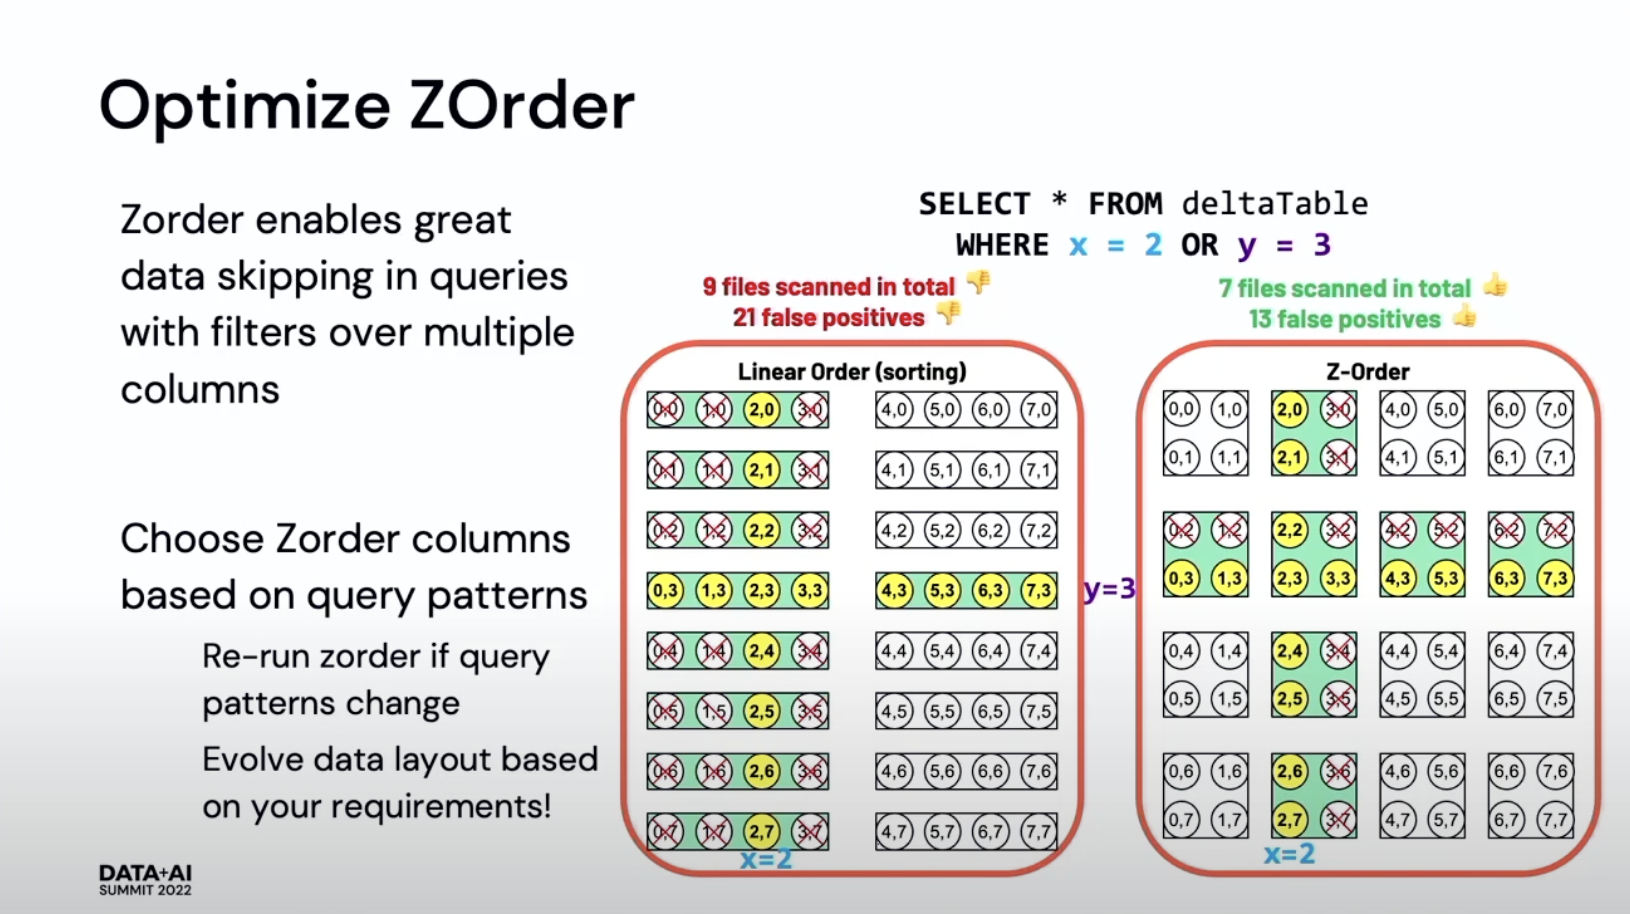 Optimize ZOrder
Zorder enables great
data skipping in queries
with filters over multiple
columns
Choose Zorder columns
based on query patterns
Re-run zorder if query
patterns change
Evolve data layout based
on your requirements!
DATA+AI
SUMMIT 2022
SELECT * FROM deltaTable
WHERE x = 2 OR y = 3
9 files scanned in total 👎
21 false positives 👎
Linear Order (sorting)
0,0 1,0 2,0 3,0 4,0 5,0 6,0 7,0
0,1 1,1 2,1 3,1 4,1 5,1 6,1 7,1
0,2 1,2 2,2 3,2 4,2 5,2 6,2 7,2
0,3 1,3 2,3 3,3 4,3 5,3 6,3 7,3
y=3
0,4 1,4 2,4 3,4 4,4 5,4 6,4 7,4
0,5 1,5 2,5 3,5 4,5 5,5 6,5 7,5
0,6 1,6 2,6 3,6 4,6 5,6 6,6 7,6
0,7 1,7 2,7 3,7 4,7 5,7 6,7 7,7
x=2
7 files scanned in total 👍
13 false positives 👍
Z-Order
0,0 1,0 2,0 3,0 4,0 5,0 6,0 7,0
0,1 1,1 2,1 3,1 4,1 5,1 6,1 7,1
0,2 1,2 2,2 3,2 4,2 5,2 6,2 7,2
0,3 1,3 2,3 3,3 4,3 5,3 6,3 7,3
0,4 1,4 2,4 3,4 4,4 5,4 6,4 7,4
0,5 1,5 2,5 3,5 4,5 5,5 6,5 7,5
0,6 1,6 2,6 3,6 4,6 5,6 6,6 7,6
0,7 1,7 2,7 3,7 4,7 5,7 6,7 7,7
x=2